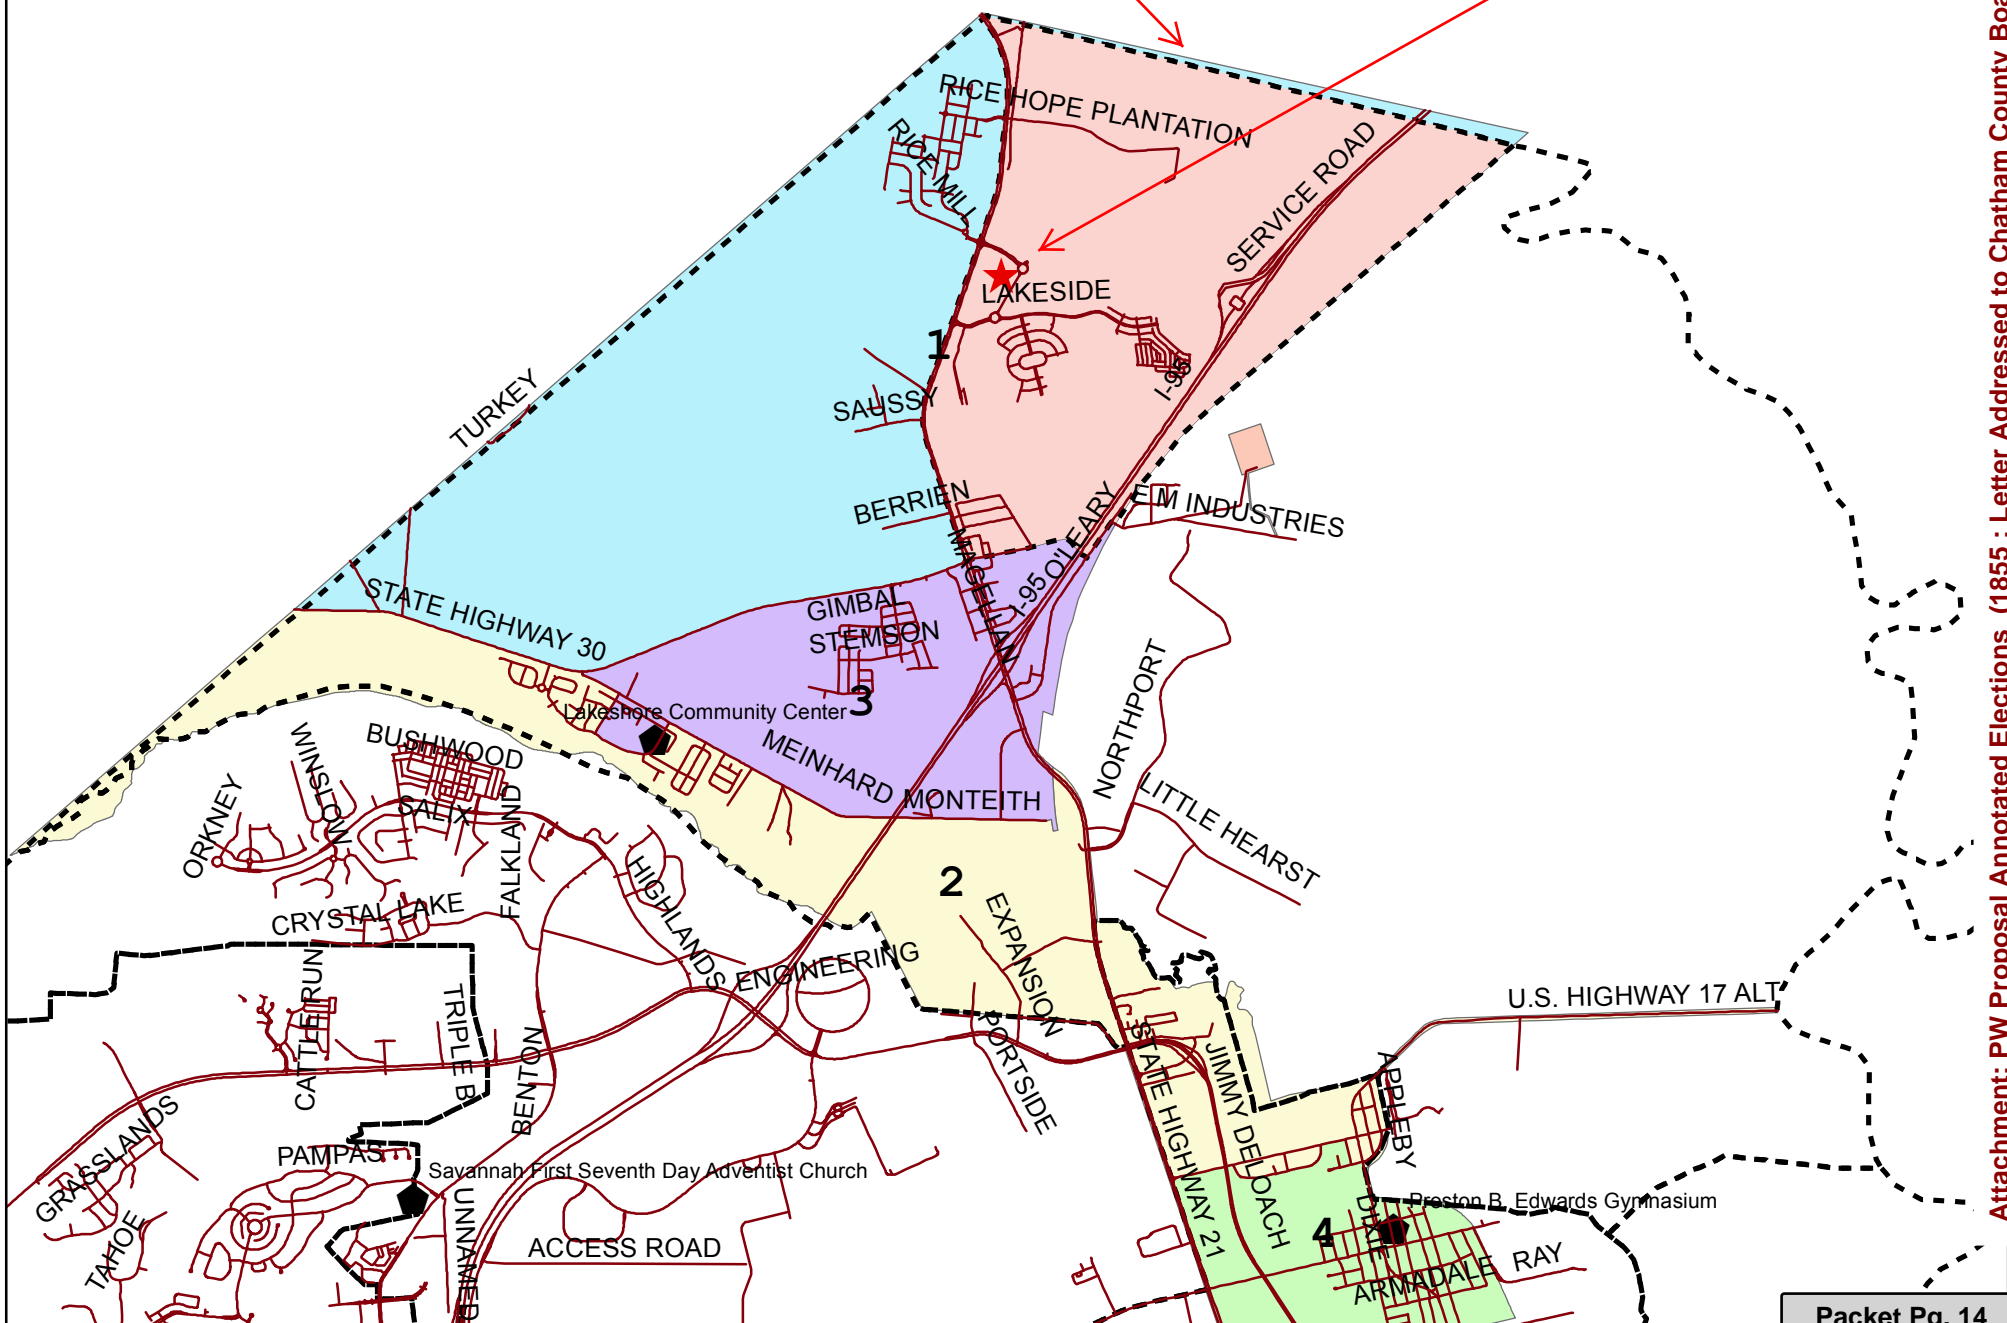 RICE HOPE PLANTATION
RICE MILL
SERVICE ROAD
LAKESIDE
1
I-95
TURKEY
SAUSSY
BERRIEN
MAGELLAN
O'LEARY
E M INDUSTRIES
STATE HIGHWAY 30
GIMBAL
STEMSON
I-95
3
Lakeshore Community Center
MEINHARD
MONTEITH
NORTHPORT
LITTLE HEARST
WINSLOW
BUSHWOOD
ORKNEY
SALIX
FALKLAND
HIGHLANDS
CRYSTAL LAKE
2
EXPANSION
ENGINEERING
CATTLE RUN
TRIPLE B
BENTON
PORTSIDE
U.S. HIGHWAY 17 ALT
STATE HIGHWAY 21
JIMMY DELOACH
APPLEBY
GRASSLANDS
PAMPAS
Savannah First Seventh Day Adventist Church
TAHOE
UNNAMED
ACCESS ROAD
4
DIXIE
Preston B. Edwards Gymnasium
ARMADALE
RAY
Attachment: PW Proposal Annotated Elections (1855 : Letter Addressed to Chatham County Boa
Packet Pg. 14